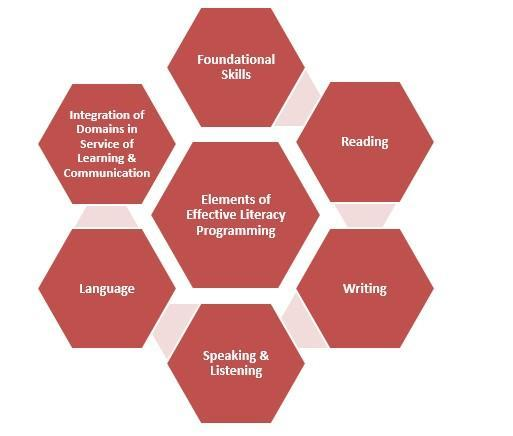 Foundational
Skills
Integration of
Domains in
Service of
Learning &
Communication
Reading
Elements of
Effective Literacy
Programming
Language
Writing
Speaking &
Listening